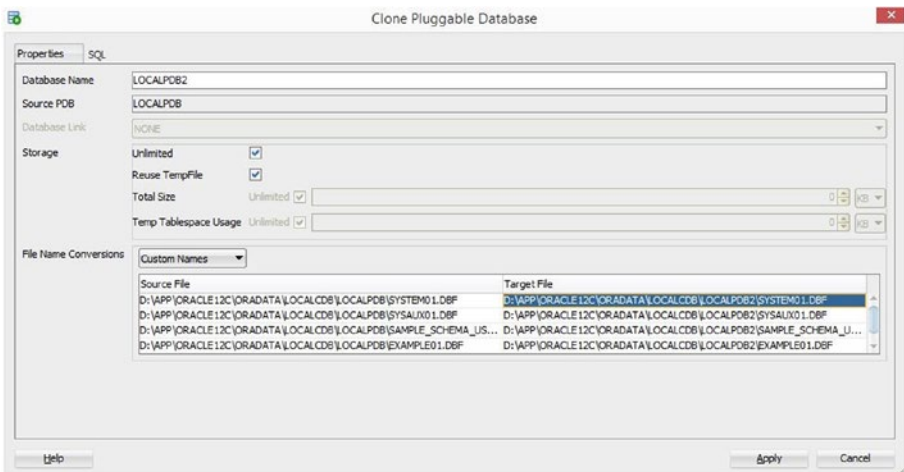 Clone Pluggable Database
Properties SQL
Database Name LOCALPDB2
Source PDB LOCALPDB
Database Link NONE
Storage Unlimited
Reuse TempFile
Total Size Unlimited 0 KB
Temp Tablespace Usage Unlimited 0 KB
File Name Conversions Custom Names
Source File Target File
D:\APP\ORACLE12C\ORADATA\LOCALCDB\LOCALPDB\SYSTEM01.DBF D:\APP\ORACLE12C\ORADATA\LOCALCDB\LOCALPDB2\SYSTEM01.DBF
D:\APP\ORACLE12C\ORADATA\LOCALCDB\LOCALPDB\SYSAUX01.DBF D:\APP\ORACLE12C\ORADATA\LOCALCDB\LOCALPDB2\SYSAUX01.DBF
D:\APP\ORACLE12C\ORADATA\LOCALCDB\LOCALPDB\SAMPLE_SCHEMA_US... D:\APP\ORACLE12C\ORADATA\LOCALCDB\LOCALPDB2\SAMPLE_SCHEMA_U...
D:\APP\ORACLE12C\ORADATA\LOCALCDB\LOCALPDB\EXAMPLE01.DBF D:\APP\ORACLE12C\ORADATA\LOCALCDB\LOCALPDB2\EXAMPLE01.DBF
Help Apply Cancel